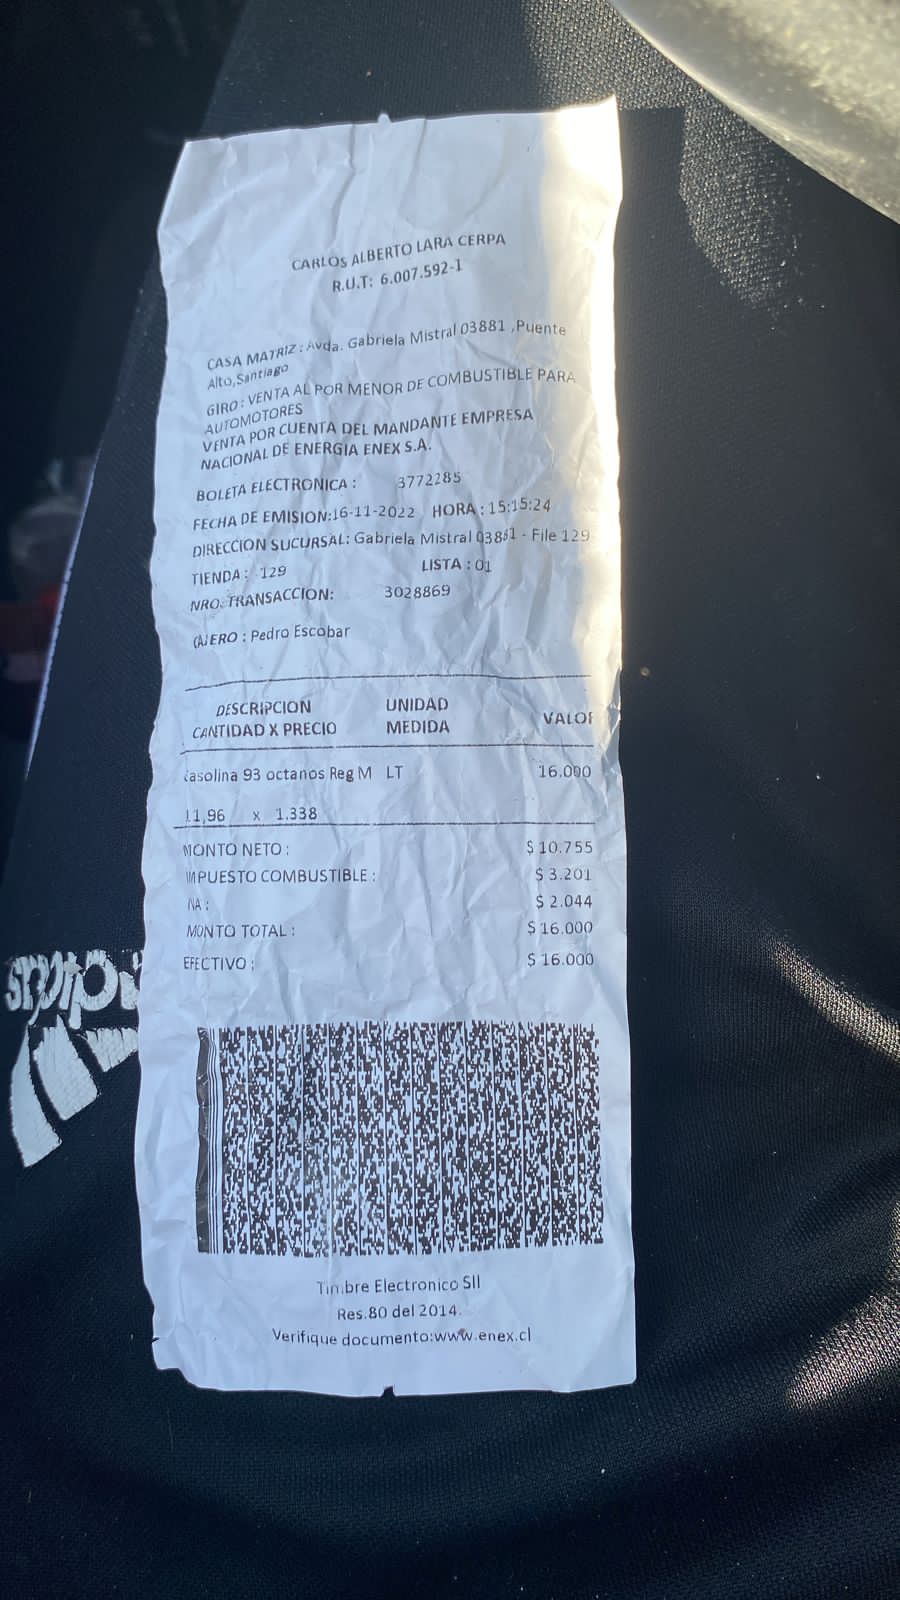 CARLOS ALBERTO LARA CERPA
R.U.T: 6.007.592-1
CASA MATRIZ : Avda. Gabriela Mistral 03881 ,Puente
Alto,Santiago
GIRO : VENTA AL POR MENOR DE COMBUSTIBLE PARA
AUTOMOTORES
VENTA POR CUENTA DEL MANDANTE EMPRESA
NACIONAL DE ENERGIA ENEX S.A.
BOLETA ELECTRONICA : 3772285
FECHA DE EMISION:16-11-2022 HORA : 15:15:24
DIRECCION SUCURSAL: Gabriela Mistral 03881 - File 129
TIENDA : 129 LISTA : 01
NRO. TRANSACCION: 3028869
CAJERO : Pedro Escobar
DESCRIPCION UNIDAD
CANTIDAD X PRECIO MEDIDA VALOR
Gasolina 93 octanos Reg M LT 16.000
11,96 x 1.338
MONTO NETO : $ 10.755
IMPUESTO COMBUSTIBLE : $ 3.201
IVA : $ 2.044
MONTO TOTAL : $ 16.000
EFECTIVO : $ 16.000
Timbre Electronico SII
Res.80 del 2014.
Verifique documento:www.enex.cl
adidas